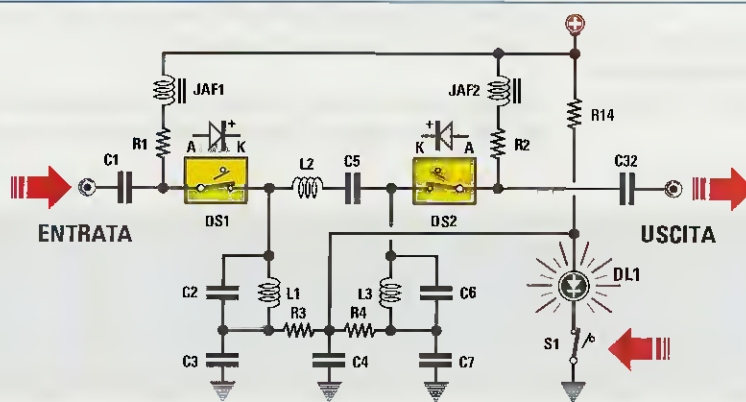 JAF1
JAF2
R1
R2
R14
A K
K A
C1
L2
C5
C32
DS1
DS2
ENTRATA
USCITA
C2
L1
L3
C6
DL1
R3
R4
S1
C3
C4
C7